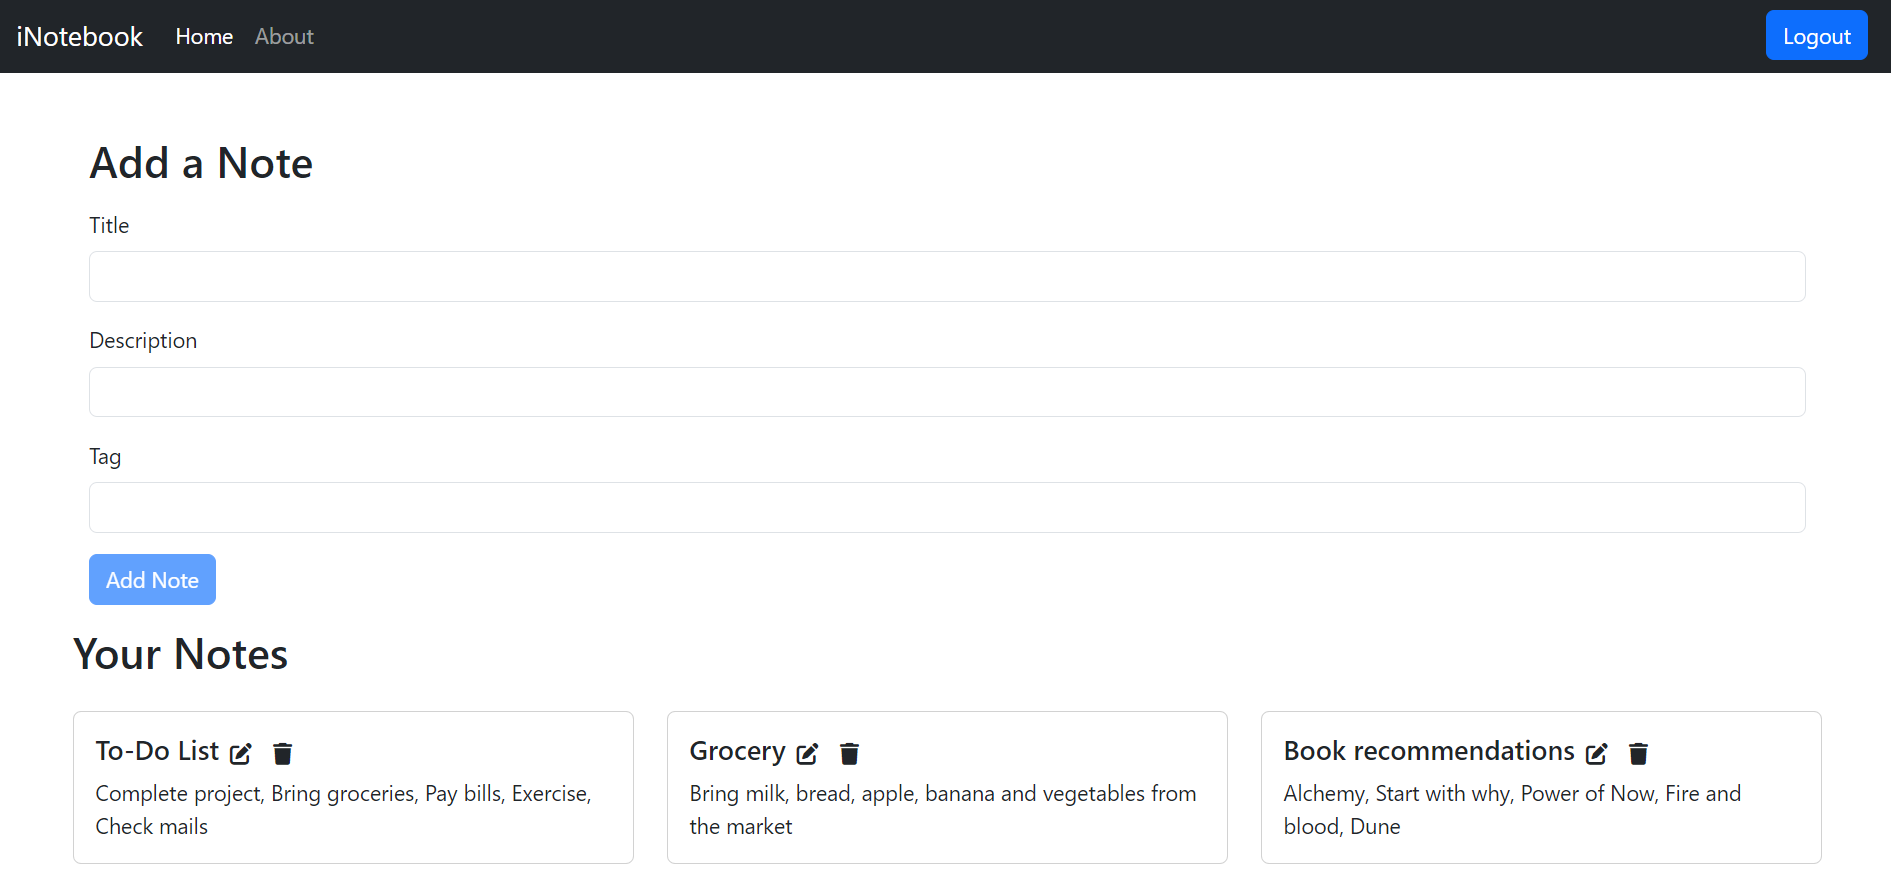 iNotebook Home About Logout
Add a Note
Title
Description
Tag
Add Note
Your Notes
To-Do List
Complete project, Bring groceries, Pay bills, Exercise,
Check mails
Grocery
Bring milk, bread, apple, banana and vegetables from
the market
Book recommendations
Alchemy, Start with why, Power of Now, Fire and
blood, Dune